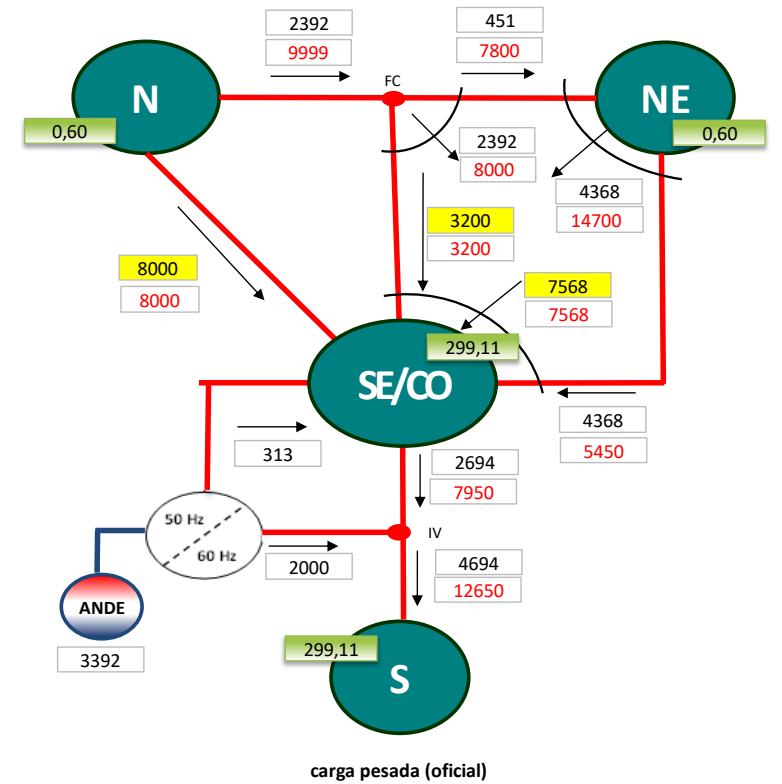 2392
9999
451
7800
FC
N
NE
0,60
0,60
2392
8000
4368
14700
3200
3200
8000
8000
7568
7568
299,11
SE/CO
313
4368
5450
2694
7950
50 Hz
60 Hz
IV
2000
4694
12650
ANDE
3392
299,11
S
carga pesada (oficial)